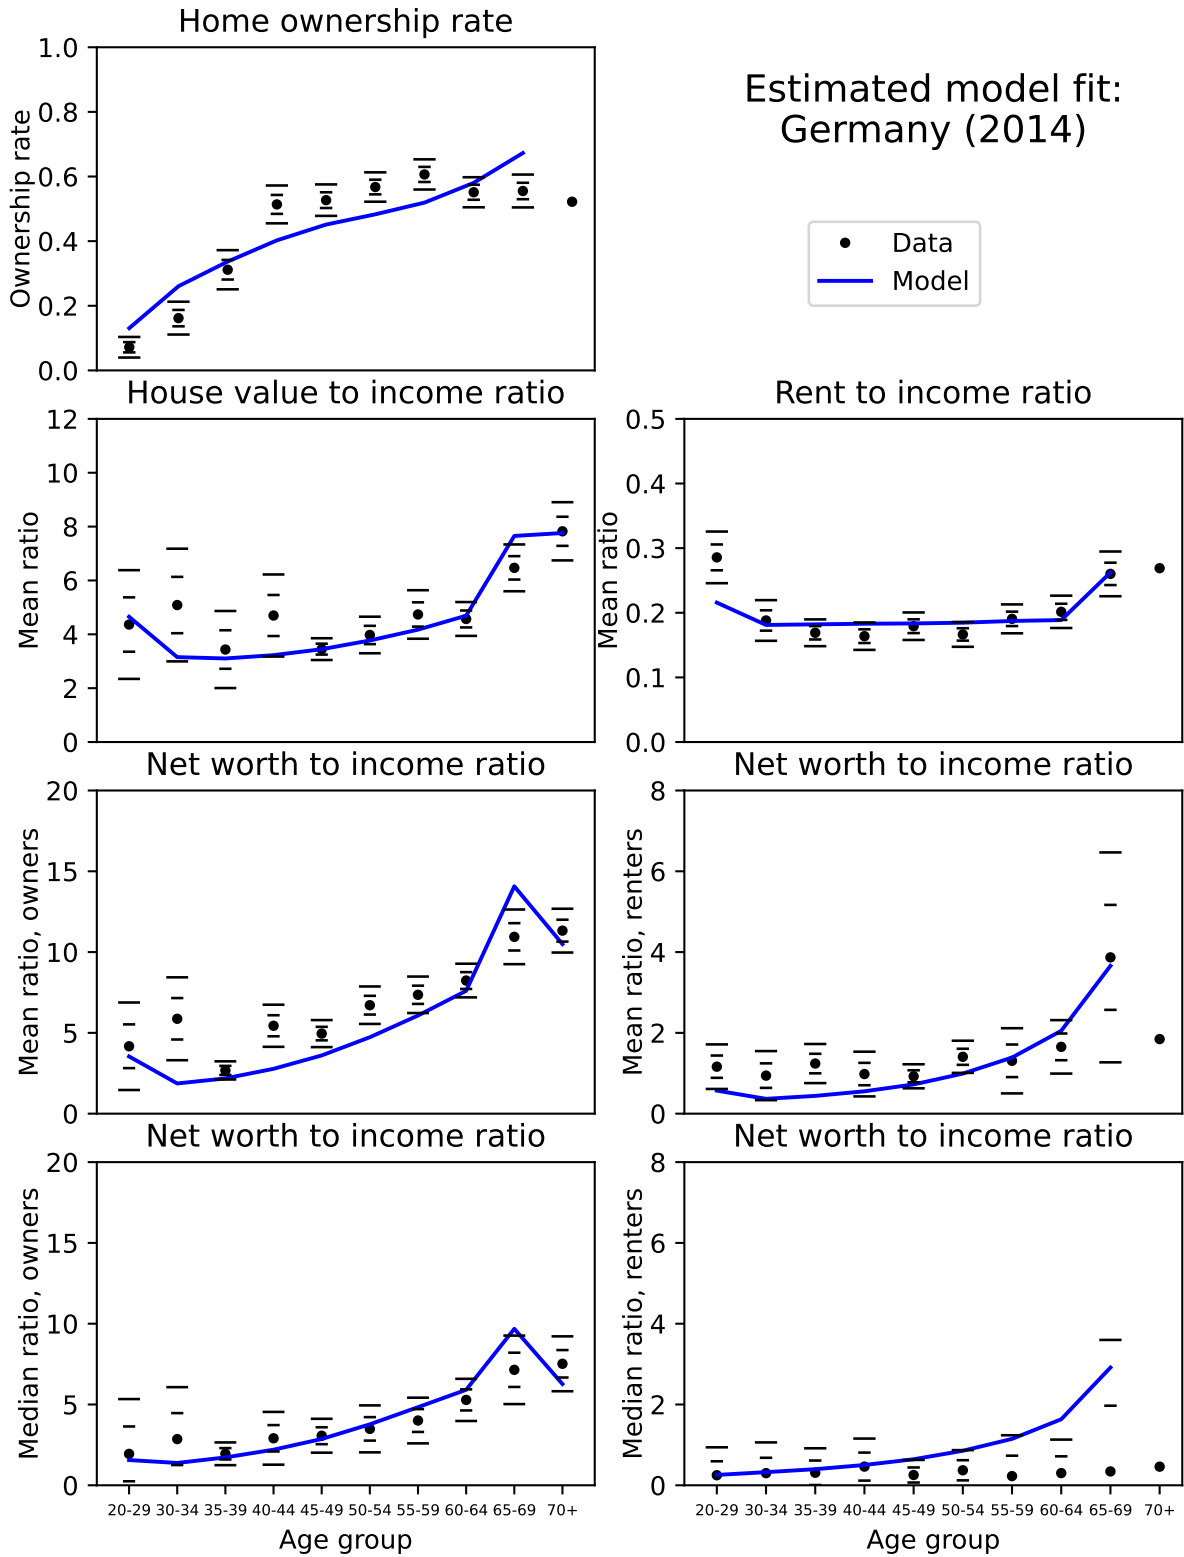 Home ownership rate
Ownership rate
1.0
0.8
0.6
0.4
0.2
0.0
Estimated model fit:
Germany (2014)
Data
Model
House value to income ratio
Mean ratio
12
10
8
6
4
2
0
Rent to income ratio
Mean ratio
0.5
0.4
0.3
0.2
0.1
0.0
Net worth to income ratio
Mean ratio, owners
20
15
10
5
0
Net worth to income ratio
Mean ratio, renters
8
6
4
2
0
Net worth to income ratio
Median ratio, owners
20
15
10
5
0
20-29 30-34 35-39 40-44 45-49 50-54 55-59 60-64 65-69 70+
Age group
Net worth to income ratio
Median ratio, renters
8
6
4
2
0
20-29 30-34 35-39 40-44 45-49 50-54 55-59 60-64 65-69 70+
Age group